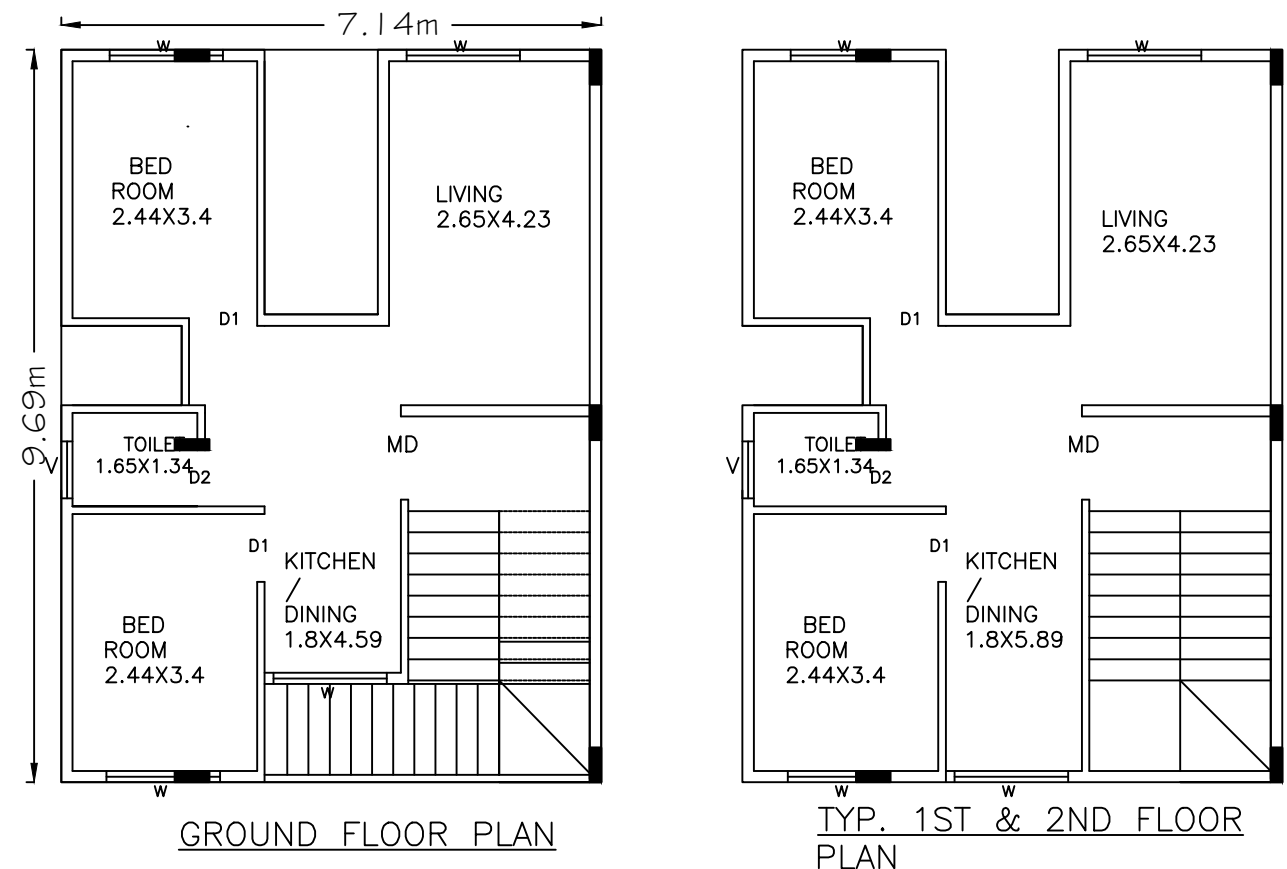 7.14m
9.69m
W
W
BED
ROOM
2.44X3.4
LIVING
2.65X4.23
D1
TOILET
1.65X1.34
V
D2
MD
D1
KITCHEN
/
DINING
1.8X4.59
BED
ROOM
2.44X3.4
W
W
GROUND FLOOR PLAN
W
W
BED
ROOM
2.44X3.4
LIVING
2.65X4.23
D1
TOILET
1.65X1.34
V
D2
MD
D1
KITCHEN
/
DINING
1.8X5.89
BED
ROOM
2.44X3.4
W
W
TYP. 1ST & 2ND FLOOR
PLAN